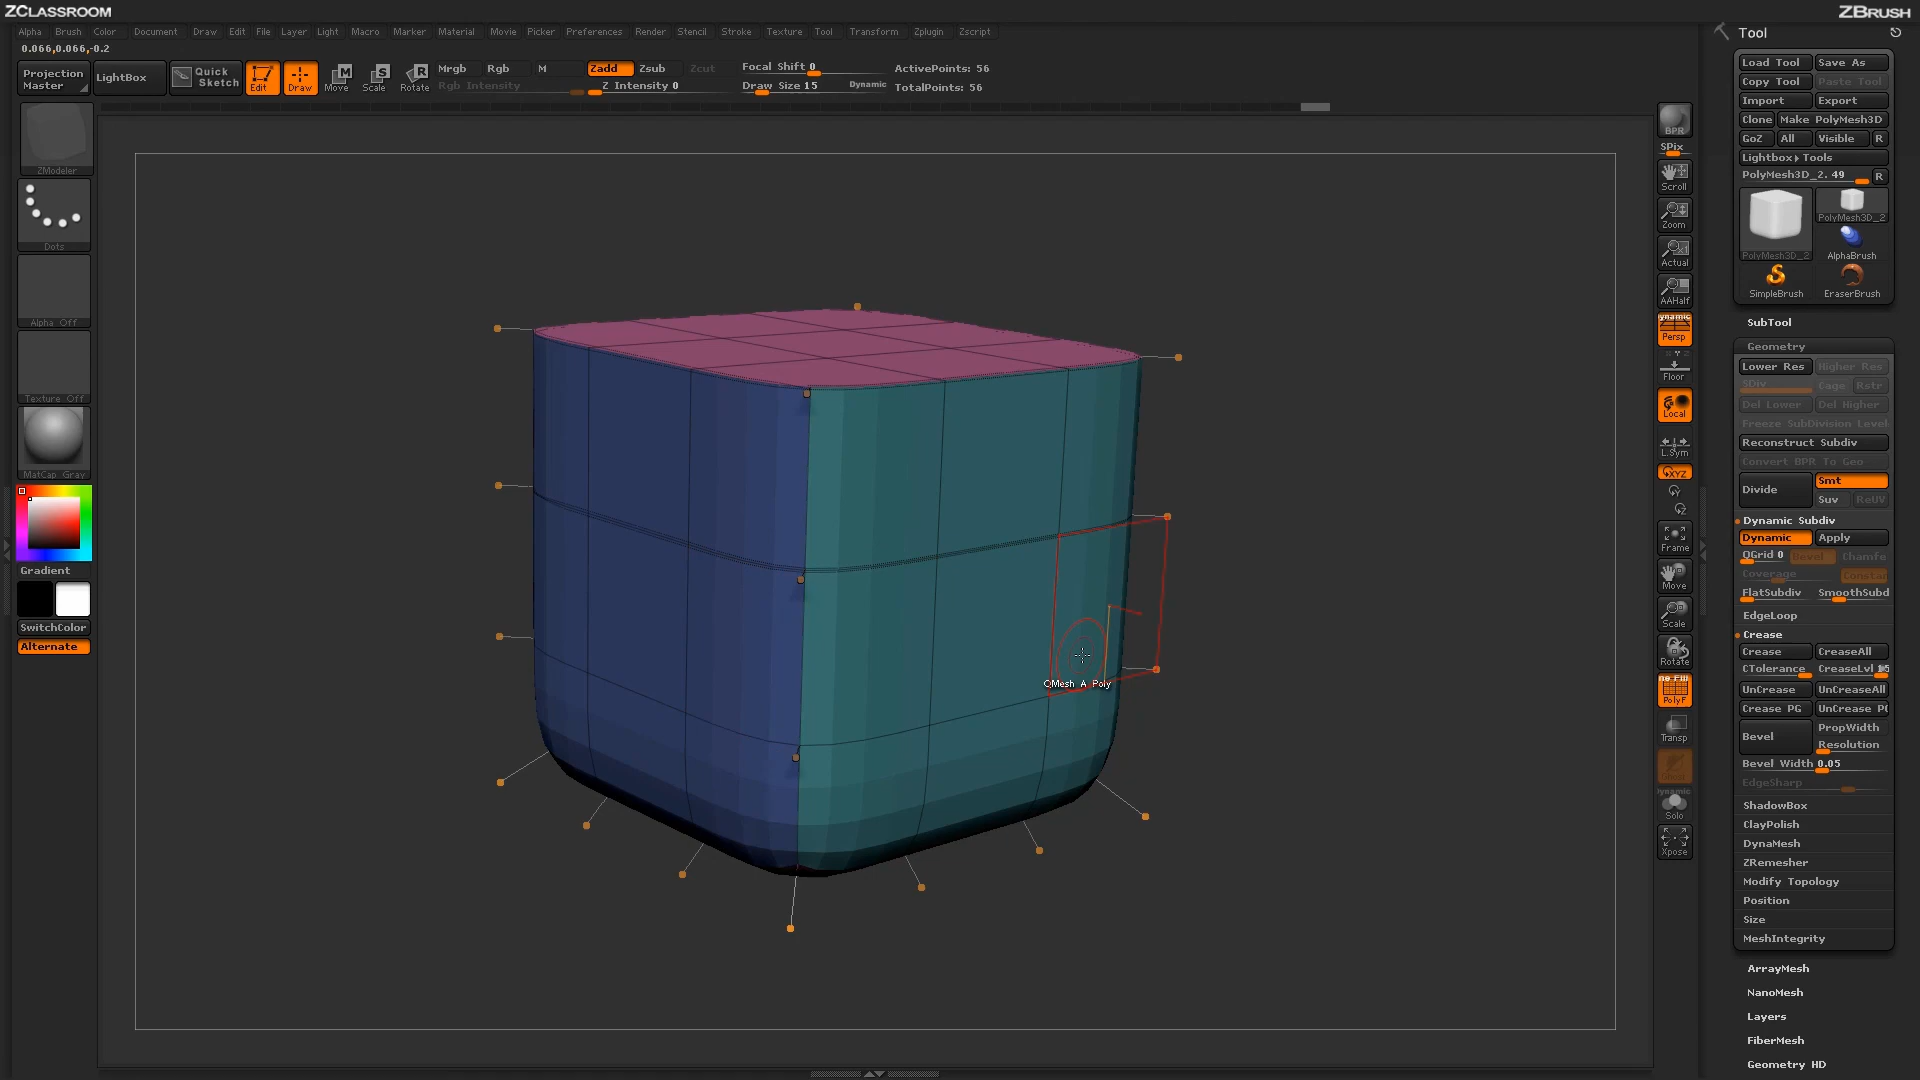 ZCLASSROOM
ZBRUSH
Alpha Brush Color Document Draw Edit File Layer Light Macro Marker Material Movie Picker Preferences Render Stencil Stroke Texture Tool Transform Zplugin Zscript
0.066,0.066,-0.2
Projection Master
LightBox
Quick Sketch
Edit
Draw
Move
Scale
Rotate
Mrgb Rgb M
Rgb Intensity
Zadd Zsub Zcut
Z Intensity 0
Focal Shift 0
Draw Size 15
Dynamic
ActivePoints: 56
TotalPoints: 56
ZModeler
Dots
Alpha Off
Texture Off
MatCap Gray
Gradient
SwitchColor
Alternate
QMesh A Poly
BPR
SPix
Scroll
Zoom
Actual
AAHalf
Persp
Floor
Local
L.Sym
XYZ
Frame
Move
Scale
Rotate
PolyF
Transp
Ghost
Solo
Xpose
Tool
Load Tool Save As
Copy Tool Paste Tool
Import Export
Clone Make PolyMesh3D
GoZ All Visible R
Lightbox▸Tools
PolyMesh3D_2. 49 R
PolyMesh3D_2
PolyMesh3D_2
AlphaBrush
SimpleBrush
EraserBrush
SubTool
Geometry
Lower Res Higher Res
SDiv Cage Rstr
Del Lower Del Higher
Freeze SubDivision Level
Reconstruct Subdiv
Convert BPR To Geo
Divide
Smt
Suv ReUV
Dynamic Subdiv
Dynamic Apply
QGrid 0 Bevel Chamfe
Coverage Constar
FlatSubdiv SmoothSubd
EdgeLoop
Crease
Crease CreaseAll
CTolerance CreaseLvl 15
UnCrease UnCreaseAll
Crease PG UnCrease PG
Bevel
PropWidth
Resolution
Bevel Width 0.05
EdgeSharp
ShadowBox
ClayPolish
DynaMesh
ZRemesher
Modify Topology
Position
Size
MeshIntegrity
ArrayMesh
NanoMesh
Layers
FiberMesh
Geometry HD